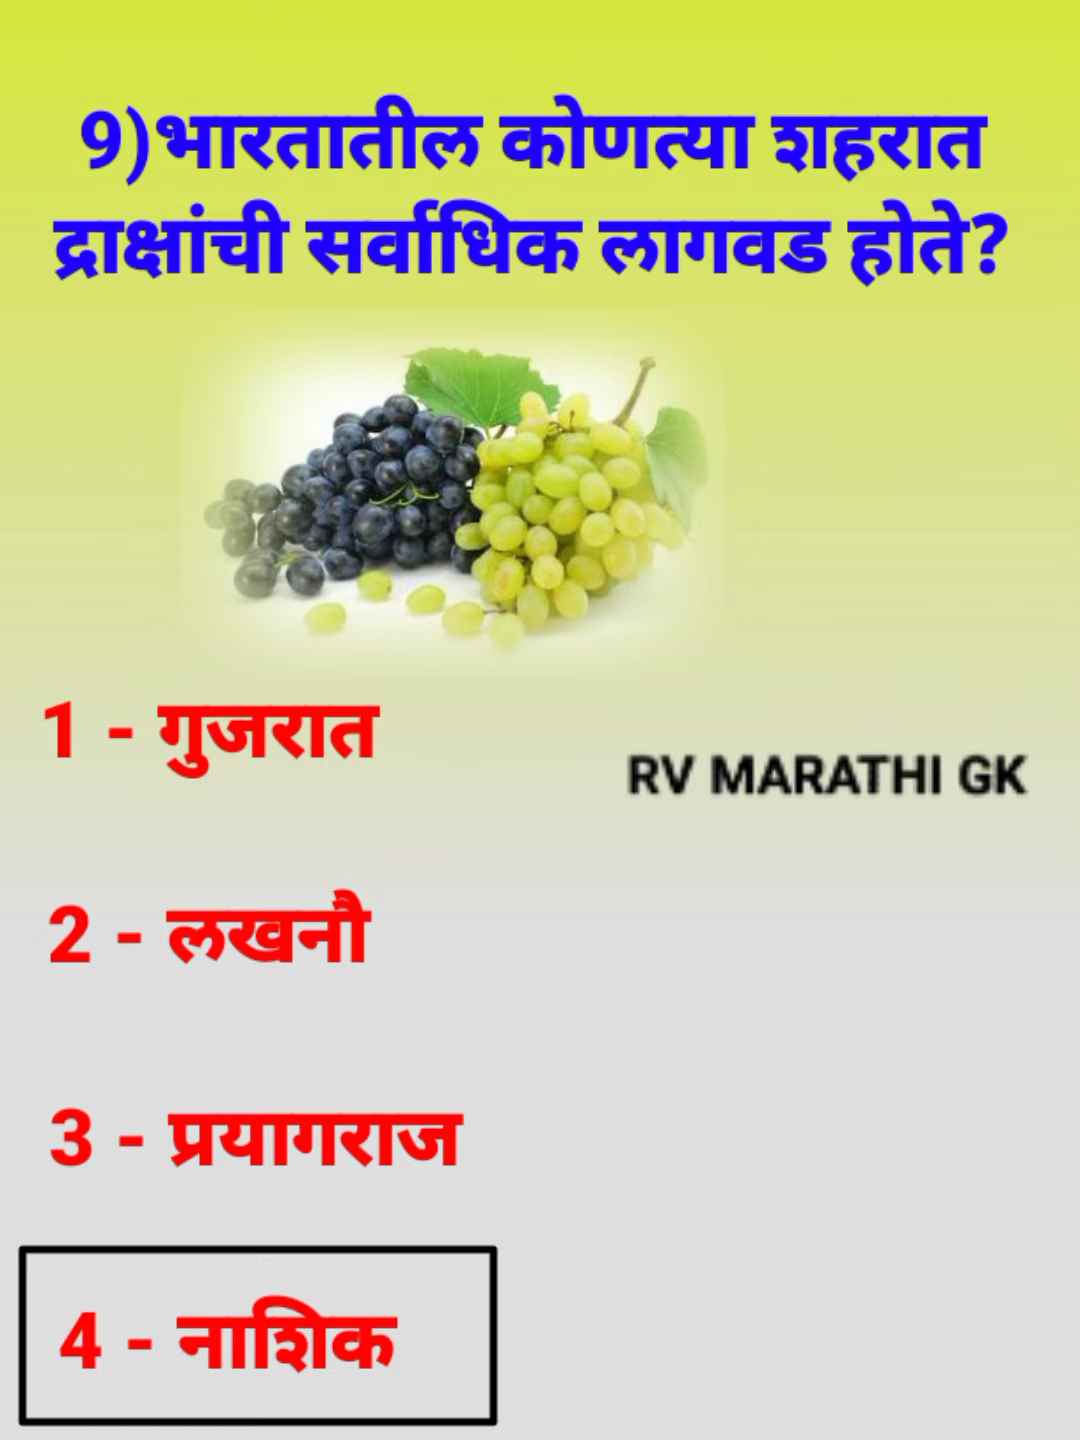 9)भारतातील कोणत्या शहरात
द्राक्षांची सर्वाधिक लागवड होते?
1 - गुजरात
RV MARATHI GK
2 - लखनौ
3 - प्रयागराज
4 - नाशिक